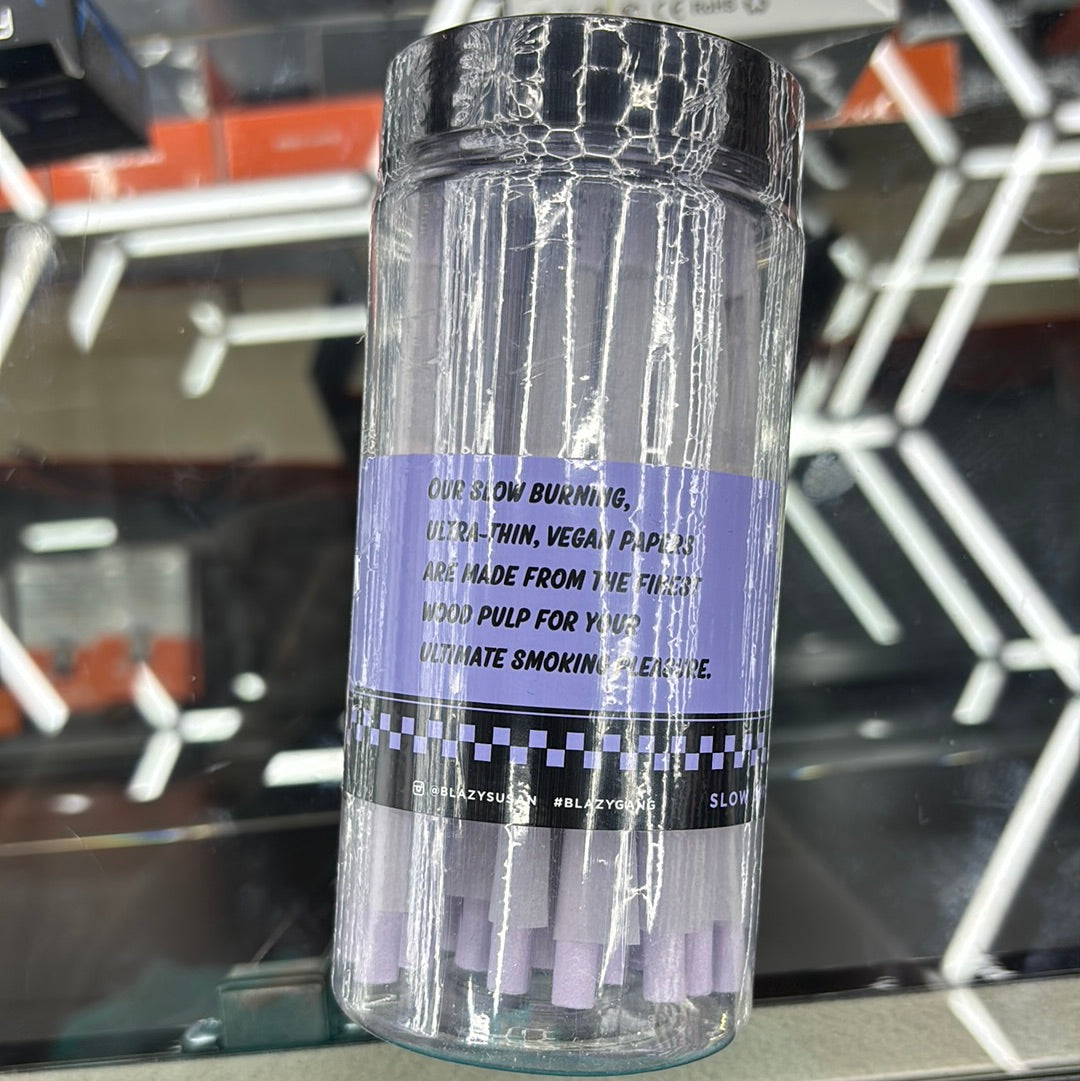 RoHS
OUR SLOW BURNING,
ULTRA-THIN, VEGAN PAPERS
ARE MADE FROM THE FINEST
WOOD PULP FOR YOUR
ULTIMATE SMOKING PLEASURE.
@BLAZYSUSAN #BLAZYGANG
SLOW